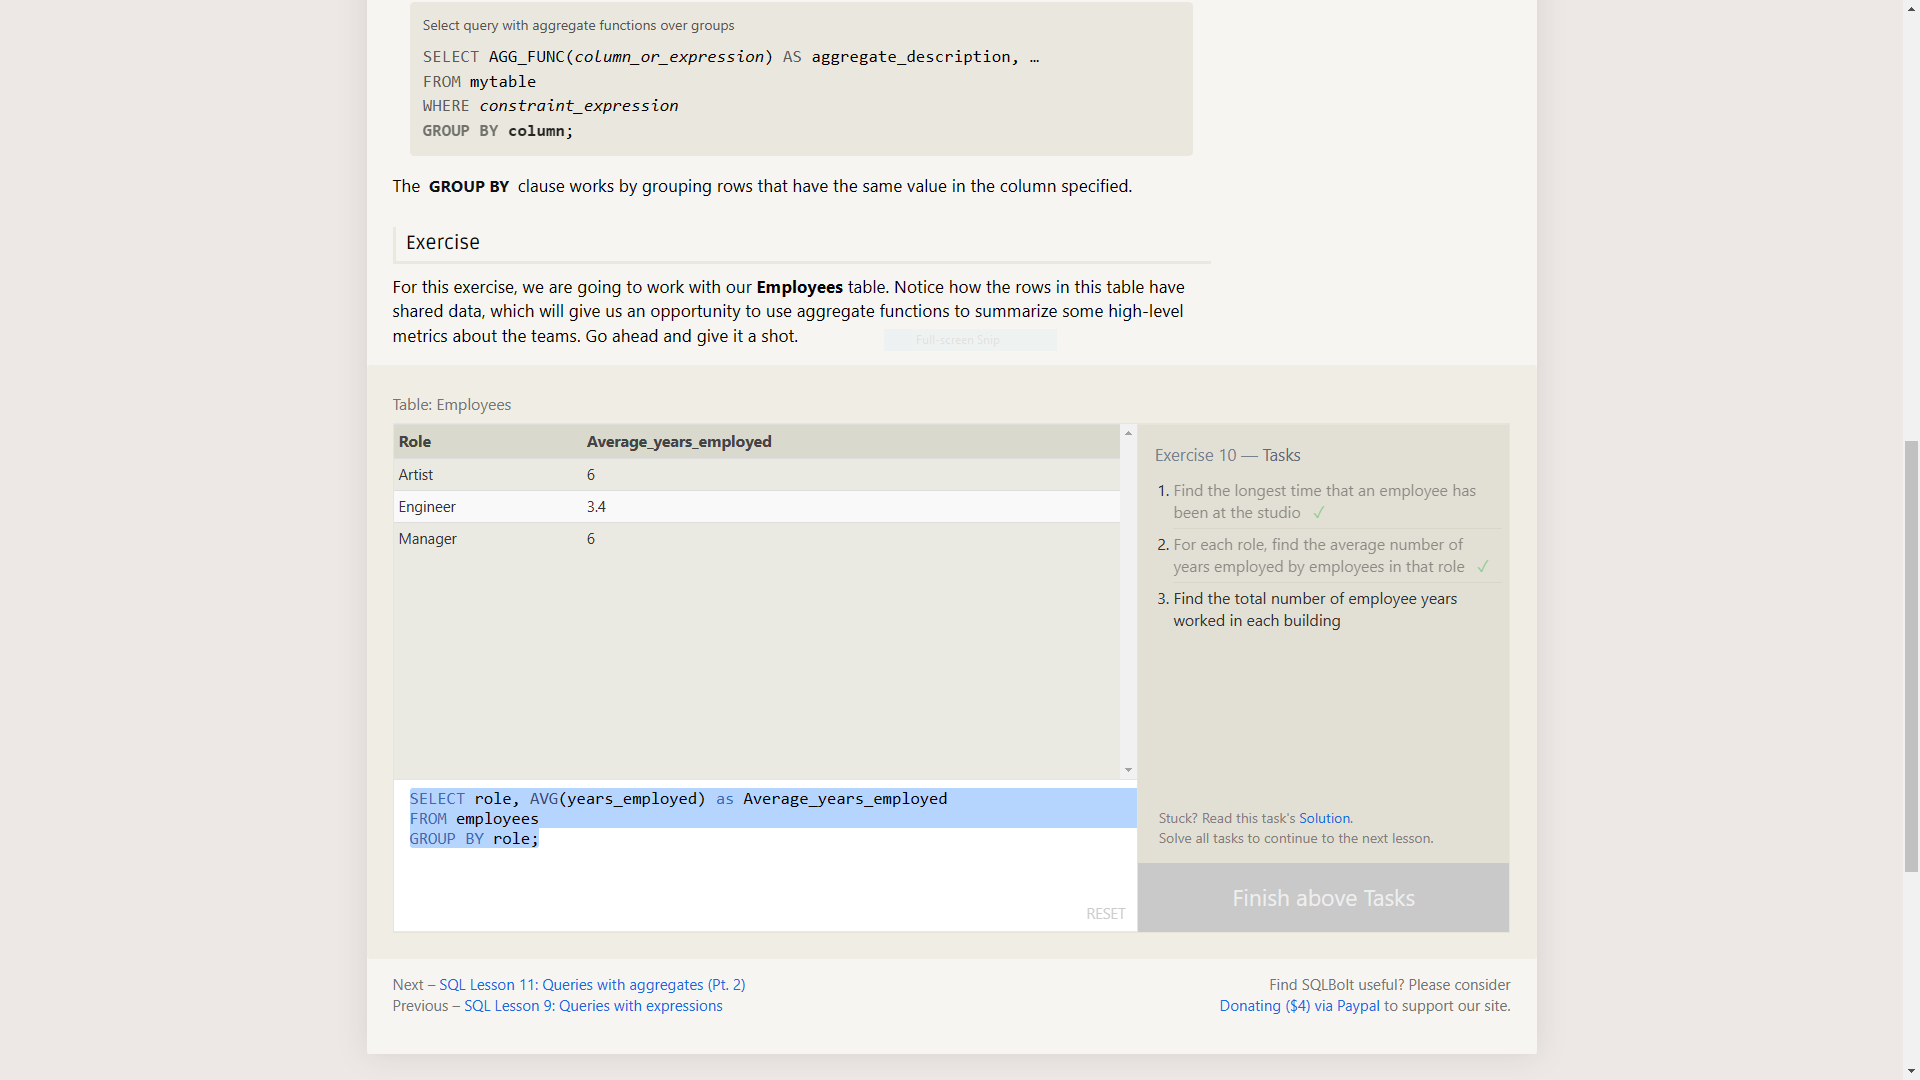 Select query with aggregate functions over groups
SELECT AGG_FUNC(column_or_expression) AS aggregate_description, …
FROM mytable
WHERE constraint_expression
GROUP BY column;
The GROUP BY clause works by grouping rows that have the same value in the column specified.
Exercise
For this exercise, we are going to work with our Employees table. Notice how the rows in this table have
shared data, which will give us an opportunity to use aggregate functions to summarize some high-level
metrics about the teams. Go ahead and give it a shot.
Full-screen Snip
Table: Employees
Role Average_years_employed
Artist 6
Engineer 3.4
Manager 6
SELECT role, AVG(years_employed) as Average_years_employed
FROM employees
GROUP BY role;
RESET
Exercise 10 — Tasks
1. Find the longest time that an employee has
been at the studio ✓
2. For each role, find the average number of
years employed by employees in that role ✓
3. Find the total number of employee years
worked in each building
Stuck? Read this task's Solution.
Solve all tasks to continue to the next lesson.
Finish above Tasks
Next – SQL Lesson 11: Queries with aggregates (Pt. 2)
Previous – SQL Lesson 9: Queries with expressions
Find SQLBolt useful? Please consider
Donating ($4) via Paypal to support our site.